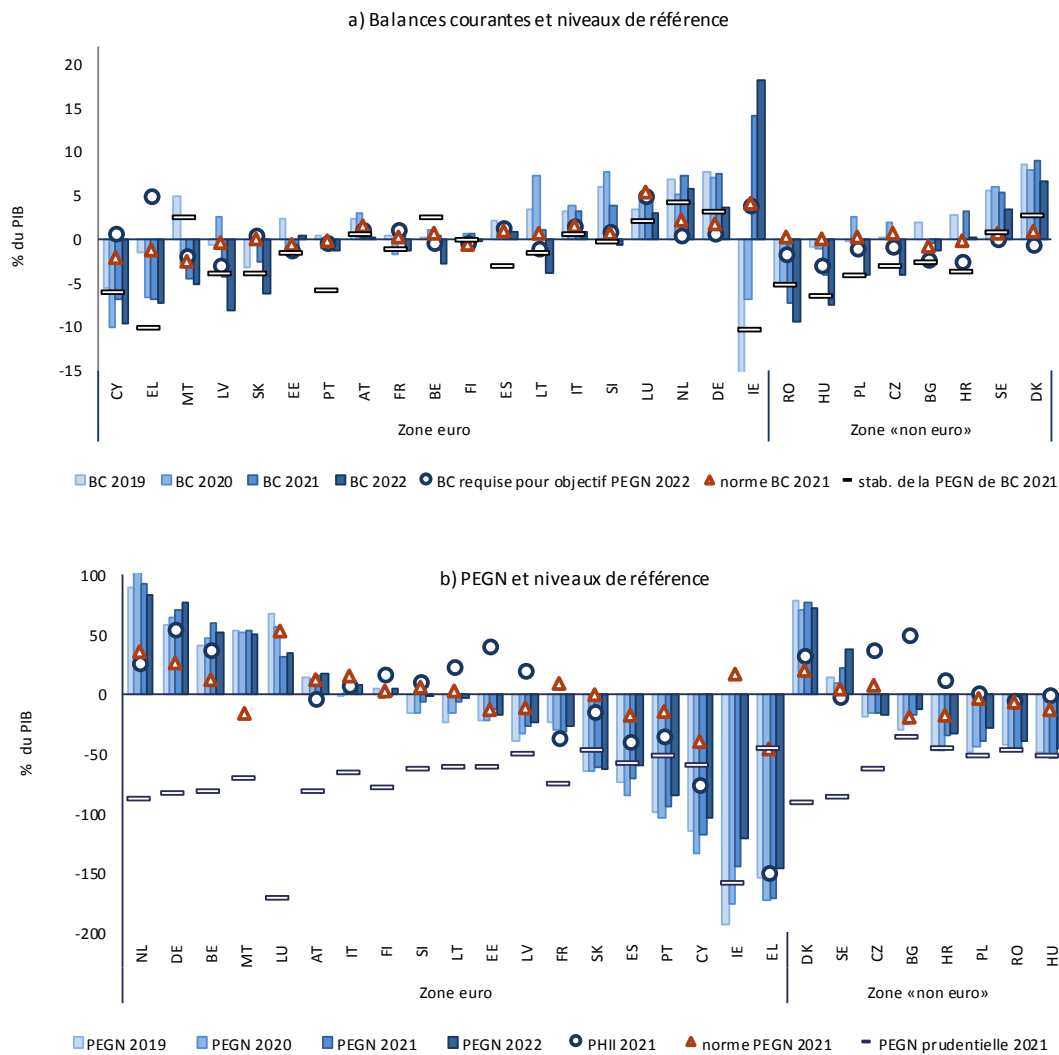 a) Balances courantes et niveaux de référence
20
15
10
5
0
-5
-10
-15
% du PIB
CY EL MT LV SK EE PT AT FR BE FI ES LT IT SI LU NL DE IE RO HU PL CZ BG HR SE DK
Zone euro Zone «non euro»
BC 2019 BC 2020 BC 2021 BC 2022 BC requise pour objectif PEGN 2022 norme BC 2021 stab. de la PEGN de BC 2021
b) PEGN et niveaux de référence
100
50
0
-50
-100
-150
-200
% du PIB
NL DE BE MT LU AT IT FI SI LT EE LV FR SK ES PT CY IE EL DK SE CZ BG HR PL RO HU
Zone euro Zone «non euro»
PEGN 2019 PEGN 2020 PEGN 2021 PEGN 2022 PHII 2021 norme PEGN 2021 PEGN prudentielle 2021